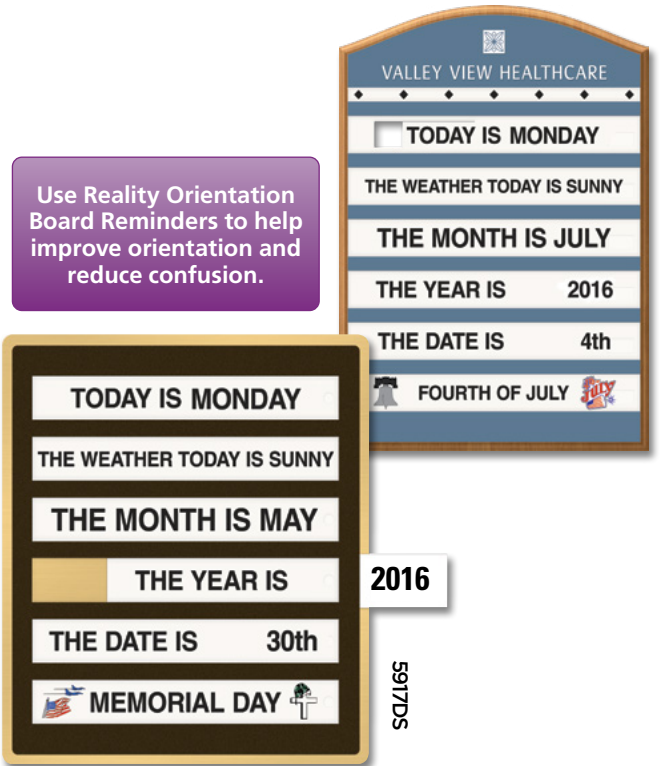 VALLEY VIEW HEALTHCARE
TODAY IS MONDAY
THE WEATHER TODAY IS SUNNY
THE MONTH IS JULY
THE YEAR IS 2016
THE DATE IS 4th
FOURTH OF JULY July
Use Reality Orientation
Board Reminders to help
improve orientation and
reduce confusion.
TODAY IS MONDAY
THE WEATHER TODAY IS SUNNY
THE MONTH IS MAY
THE YEAR IS 2016
THE DATE IS 30th
MEMORIAL DAY
5917DS